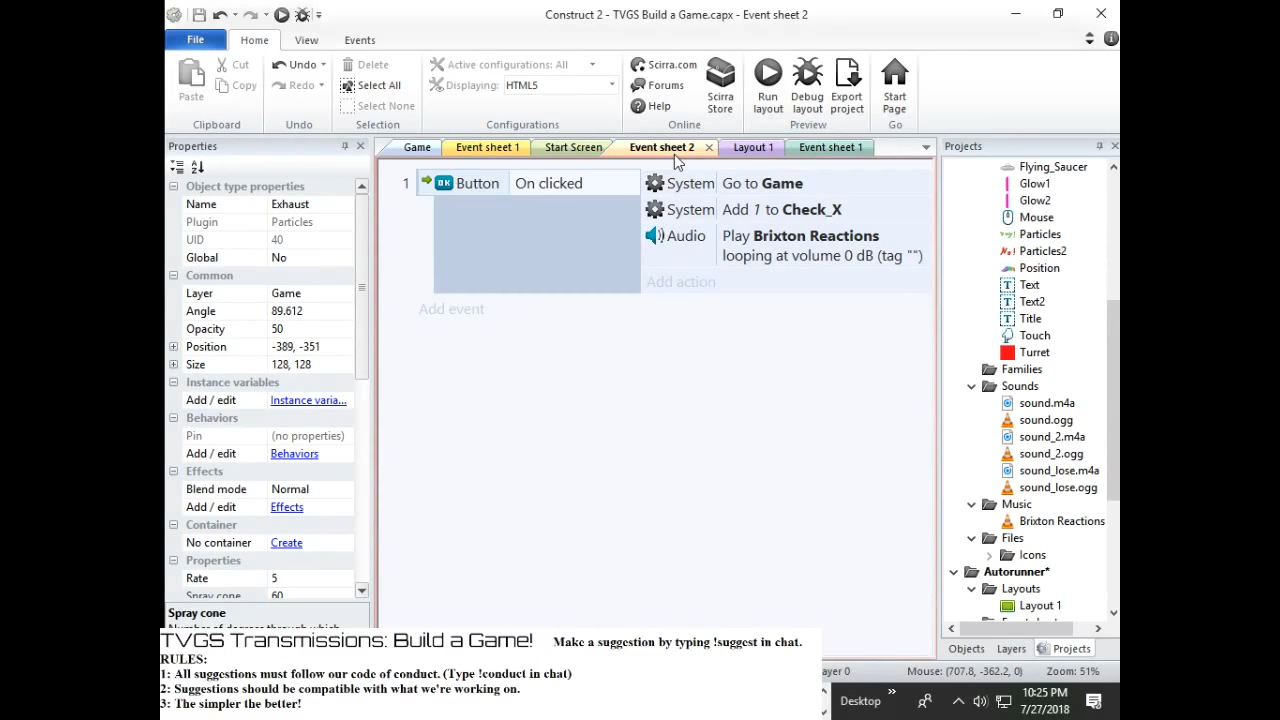 Construct 2 - TVGS Build a Game.capx - Event sheet 2
File Home View Events
Paste
Cut
Copy
Clipboard
Undo
Redo
Undo
Delete
Select All
Select None
Selection
Active configurations: All
Displaying: HTML5
Configurations
Scirra.com
Forums
Help
Scirra Store
Online
Run layout
Debug layout
Export project
Preview
Start Page
Go
Properties
Game Event sheet 1 Start Screen Event sheet 2 Layout 1 Event sheet 1
Projects
Object type properties
Name Exhaust
Plugin Particles
UID 40
Global No
Common
Layer Game
Angle 89.612
Opacity 50
Position -389, -351
Size 128, 128
Instance variables
Add / edit Instance varia...
Behaviors
Pin (no properties)
Add / edit Behaviors
Effects
Blend mode Normal
Add / edit Effects
Container
No container Create
Properties
Rate 5
Spray cone 60
Spray cone
1 OK Button On clicked System Go to Game
System Add 1 to Check_X
Audio Play Brixton Reactions
looping at volume 0 dB (tag "")
Add action
Add event
Flying_Saucer
Glow1
Glow2
Mouse
Particles
Particles2
Position
Text
Text2
Title
Touch
Turret
Families
Sounds
sound.m4a
sound.ogg
sound_2.m4a
sound_2.ogg
sound_lose.m4a
sound_lose.ogg
Music
Brixton Reactions
Files
Icons
Autorunner*
Layouts
Layout 1
Objects Layers Projects
TVGS Transmissions: Build a Game! Make a suggestion by typing !suggest in chat.
RULES:
1: All suggestions must follow our code of conduct. (Type !conduct in chat)
2: Suggestions should be compatible with what we're working on.
3: The simpler the better!
Mouse: (707.8, -362.2, 0) Zoom: 51%
Desktop
10:25 PM
7/27/2018